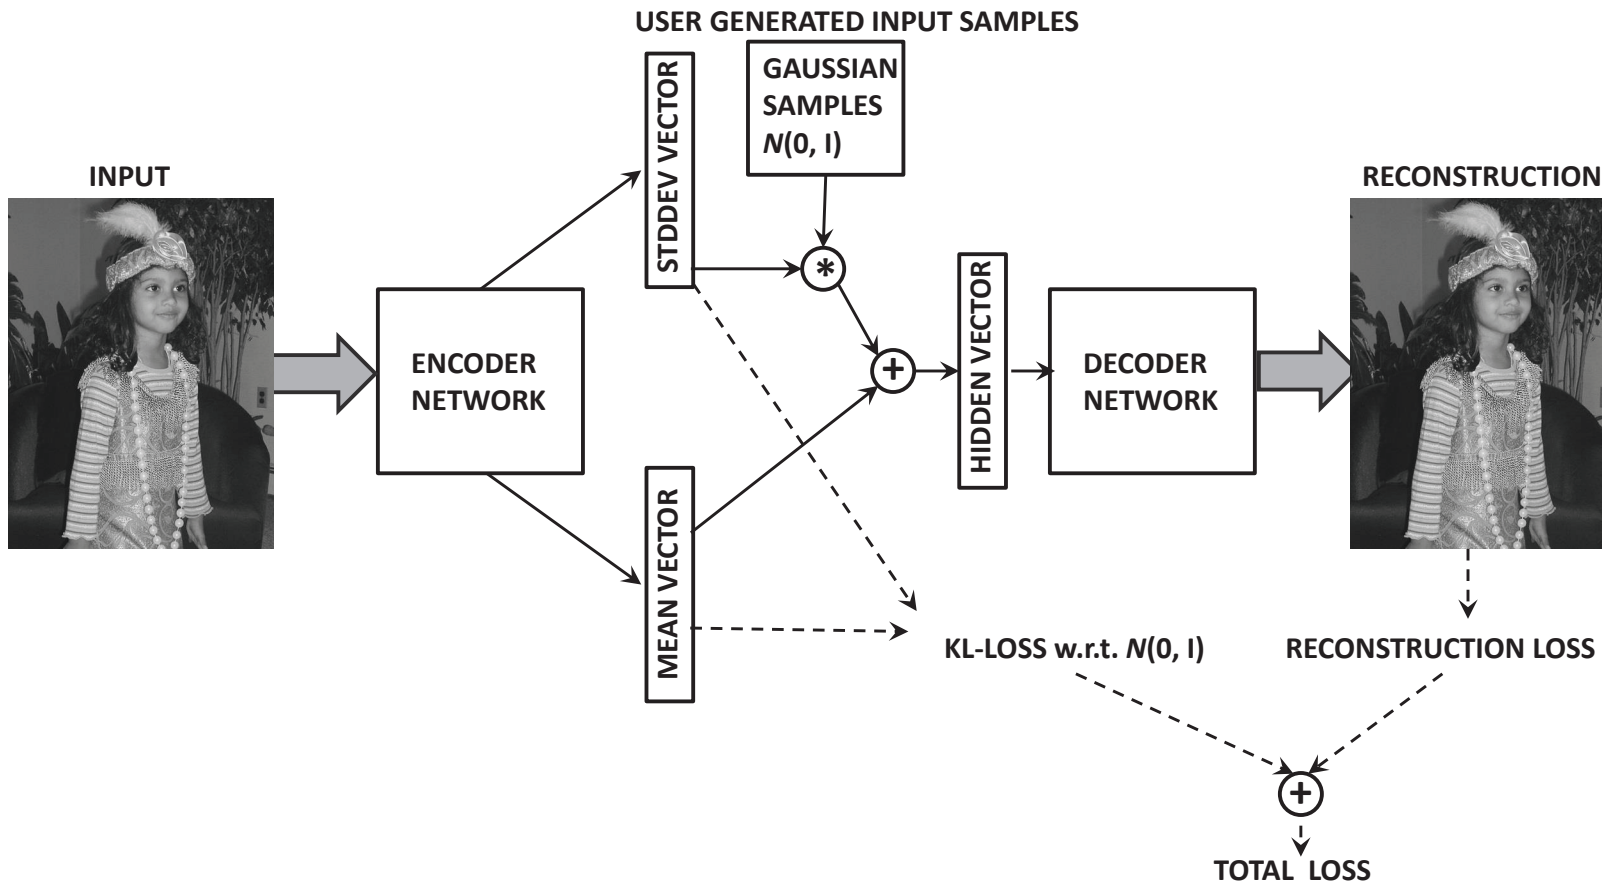 USER GENERATED INPUT SAMPLES
GAUSSIAN
SAMPLES
N(0, I)
STDDEV VECTOR
INPUT
RECONSTRUCTION
*
ENCODER
NETWORK
+
HIDDEN VECTOR
DECODER
NETWORK
MEAN VECTOR
KL-LOSS w.r.t. N(0, I)
RECONSTRUCTION LOSS
+
TOTAL LOSS